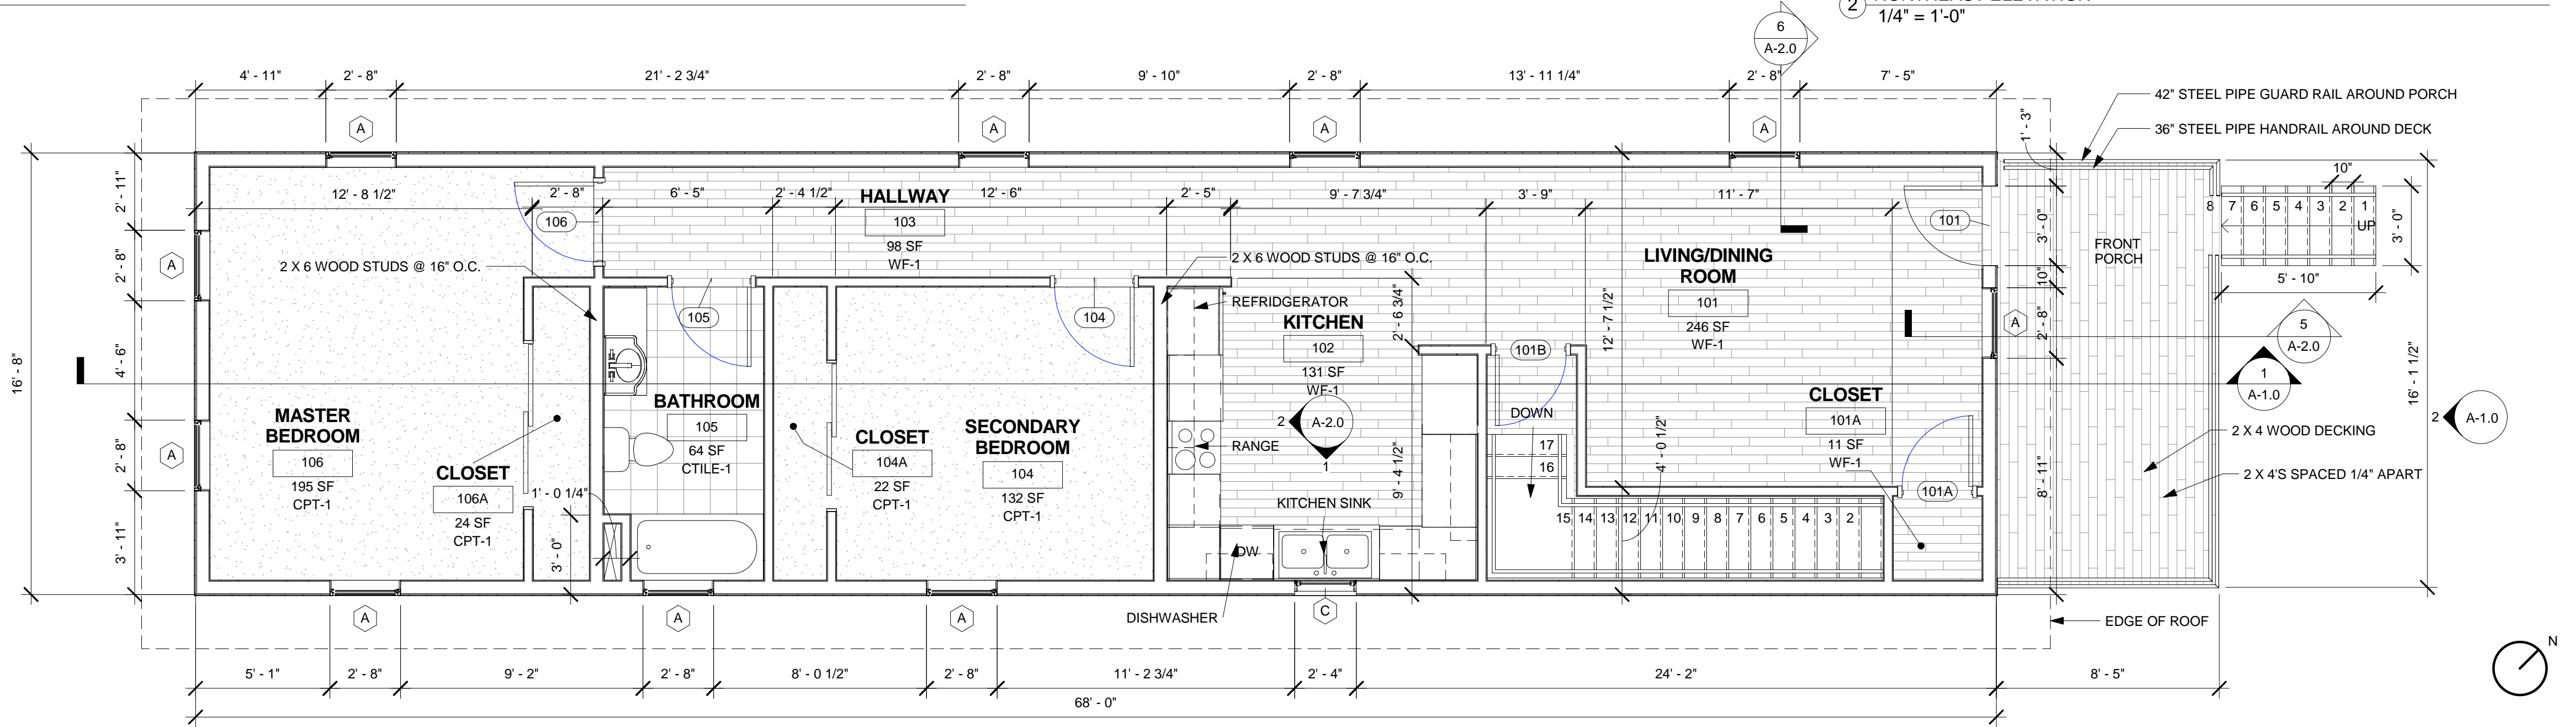 2
1/4" = 1'-0"
6
A-2.0
4' - 11"
2' - 8"
21' - 2 3/4"
2' - 8"
9' - 10"
2' - 8"
13' - 11 1/4"
2' - 8"
7' - 5"
42" STEEL PIPE GUARD RAIL AROUND PORCH
36" STEEL PIPE HANDRAIL AROUND DECK
1' - 3"
A
A
A
A
10"
2' - 11"
12' - 8 1/2"
2' - 8"
6' - 5"
2' - 4 1/2"
HALLWAY
103
98 SF
WF-1
12' - 6"
2' - 5"
9' - 7 3/4"
3' - 9"
11' - 7"
106
101
8 7 6 5 4 3 2 1
UP
3' - 0"
3' - 0"
FRONT
PORCH
5' - 10"
A
2' - 8"
2 X 6 WOOD STUDS @ 16" O.C.
2 X 6 WOOD STUDS @ 16" O.C.
LIVING/DINING
ROOM
101
246 SF
WF-1
10"
2' - 8"
A
5
A-2.0
105
104
REFRIDGERATOR
KITCHEN
102
131 SF
WF-1
2' - 6 3/4"
12' - 7 1/2"
101B
16' - 8"
4' - 6"
1
A-1.0
16' - 1 1/2"
2
A-1.0
MASTER
BEDROOM
106
195 SF
CPT-1
BATHROOM
105
64 SF
CTILE-1
CLOSET
104A
22 SF
CPT-1
SECONDARY
BEDROOM
104
132 SF
CPT-1
2
A-2.0
1
DOWN
CLOSET
101A
11 SF
WF-1
2 X 4 WOOD DECKING
2 X 4'S SPACED 1/4" APART
A
2' - 8"
CLOSET
106A
24 SF
CPT-1
1' - 0 1/4"
RANGE
9' - 4 1/2"
17
16
4' - 0 1/2"
8' - 11"
101A
KITCHEN SINK
15 14 13 12 11 10 9 8 7 6 5 4 3 2
3' - 11"
3' - 0"
DW
DISHWASHER
A
A
A
C
EDGE OF ROOF
N
5' - 1"
2' - 8"
9' - 2"
2' - 8"
8' - 0 1/2"
2' - 8"
11' - 2 3/4"
2' - 4"
24' - 2"
8' - 5"
68' - 0"